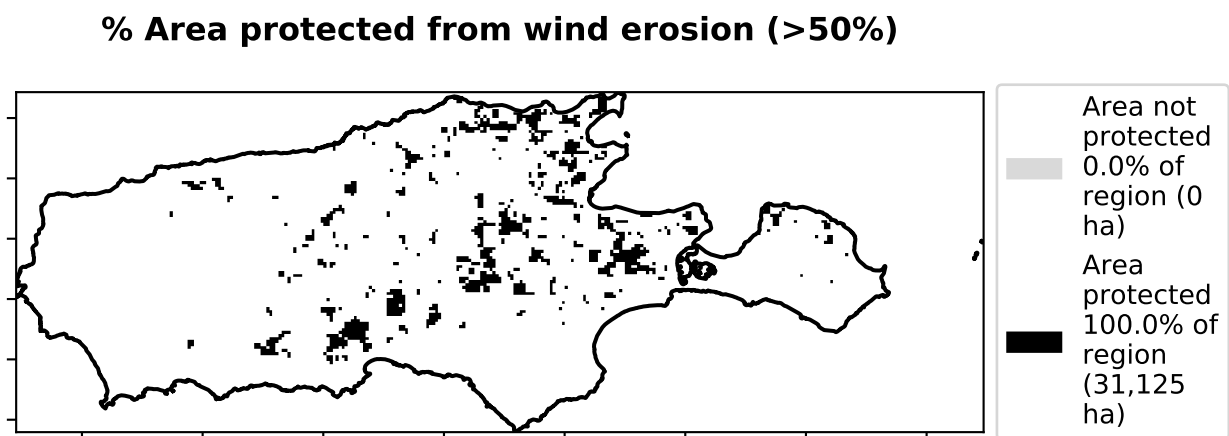 % Area protected from wind erosion (>50%)
Area not
protected
0.0% of
region (0
ha)
Area
protected
100.0% of
region
(31,125
ha)